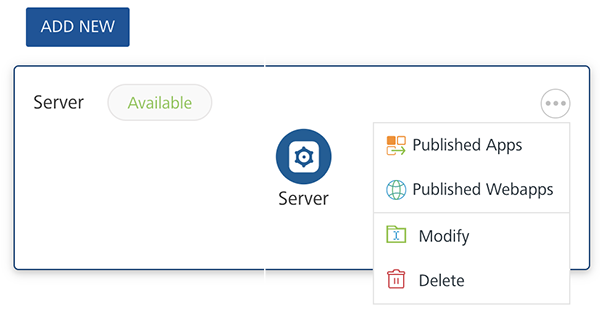 ADD NEW
Server
Available
Server
Published Apps
Published Webapps
Modify
Delete